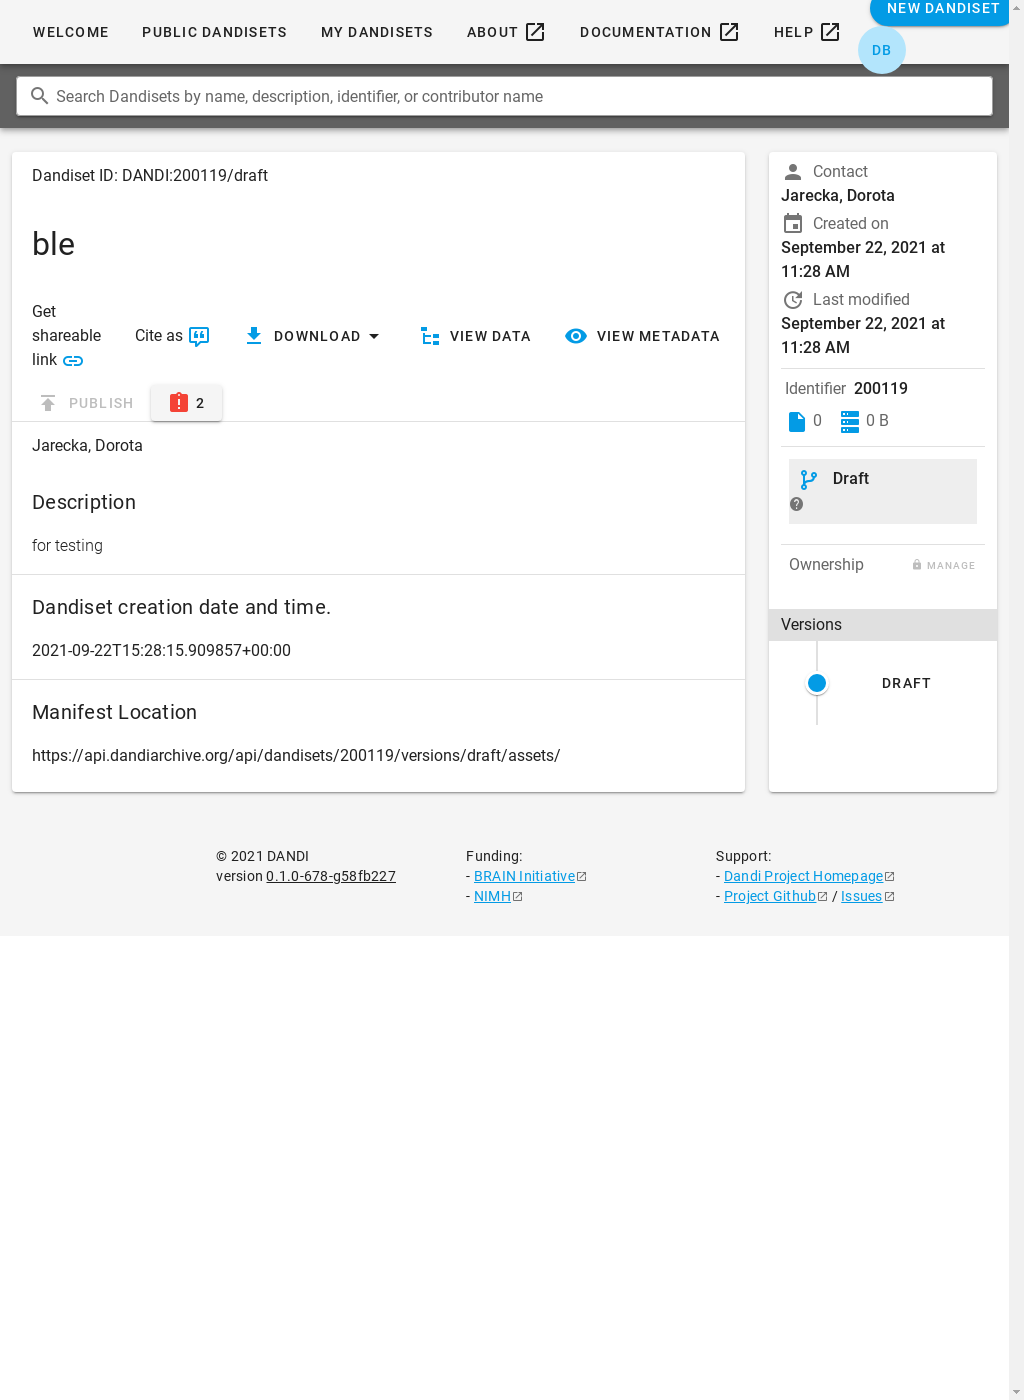 WELCOME PUBLIC DANDISETS MY DANDISETS ABOUT DOCUMENTATION HELP NEW DANDISET
DB
Search Dandisets by name, description, identifier, or contributor name
Dandiset ID: DANDI:200119/draft
ble
Get shareable link
Cite as
DOWNLOAD
VIEW DATA
VIEW METADATA
PUBLISH
2
Jarecka, Dorota
Description
for testing
Dandiset creation date and time.
2021-09-22T15:28:15.909857+00:00
Manifest Location
https://api.dandiarchive.org/api/dandisets/200119/versions/draft/assets/
Contact
Jarecka, Dorota
Created on
September 22, 2021 at
11:28 AM
Last modified
September 22, 2021 at
11:28 AM
Identifier 200119
0 0 B
Draft
Ownership MANAGE
Versions
DRAFT
© 2021 DANDI
version 0.1.0-678-g58fb227
Funding:
- BRAIN Initiative
- NIMH
Support:
- Dandi Project Homepage
- Project Github / Issues